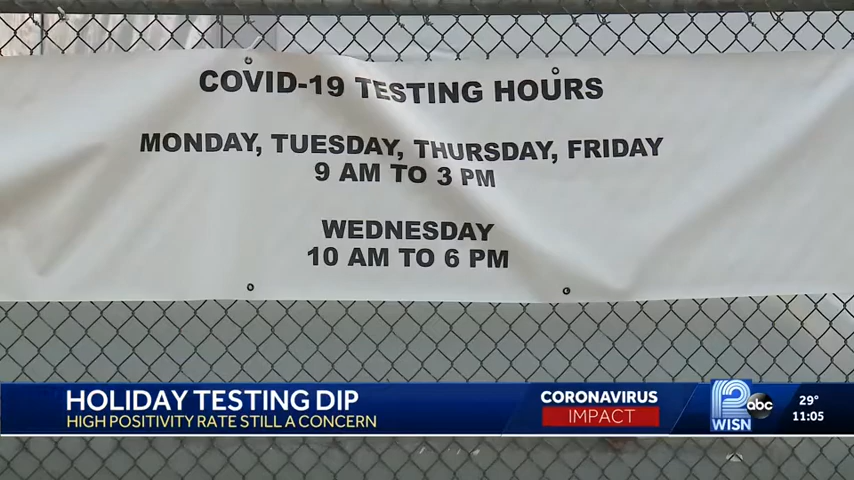 COVID-19 TESTING HOURS
MONDAY, TUESDAY, THURSDAY, FRIDAY
9 AM TO 3 PM
WEDNESDAY
10 AM TO 6 PM
HOLIDAY TESTING DIP
HIGH POSITIVITY RATE STILL A CONCERN
CORONAVIRUS
IMPACT
12
WISN
abc
29°
11:05